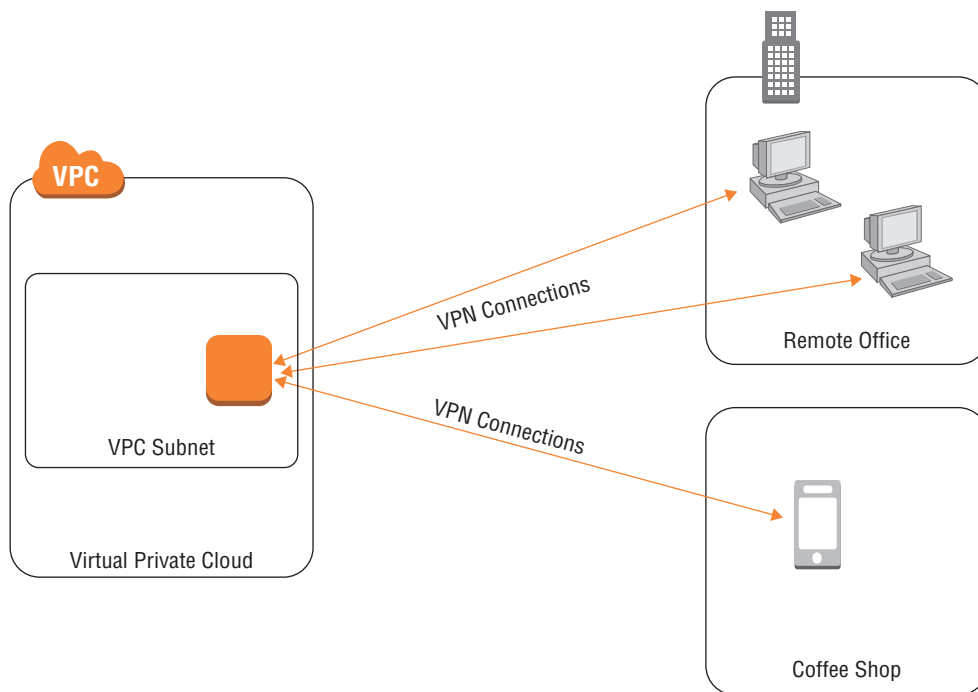 VPC
VPC Subnet
Virtual Private Cloud
VPN Connections
VPN Connections
Remote Office
Coffee Shop